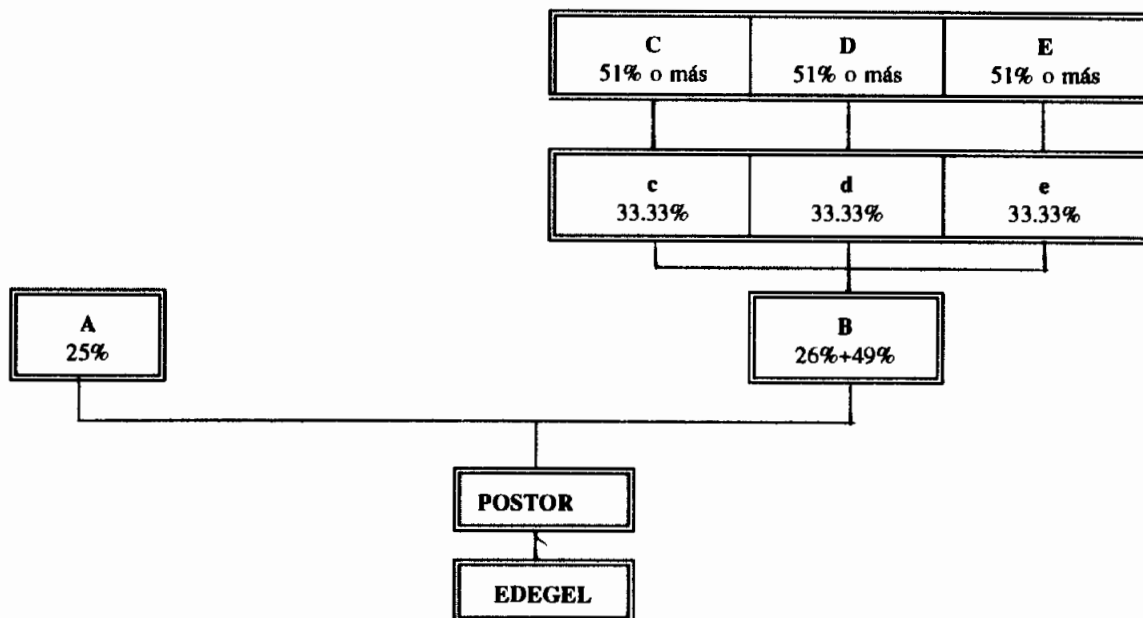 C
51% o más
D
51% o más
E
51% o más
c
33.33%
d
33.33%
e
33.33%
A
25%
B
26%+49%
POSTOR
EDEGEL